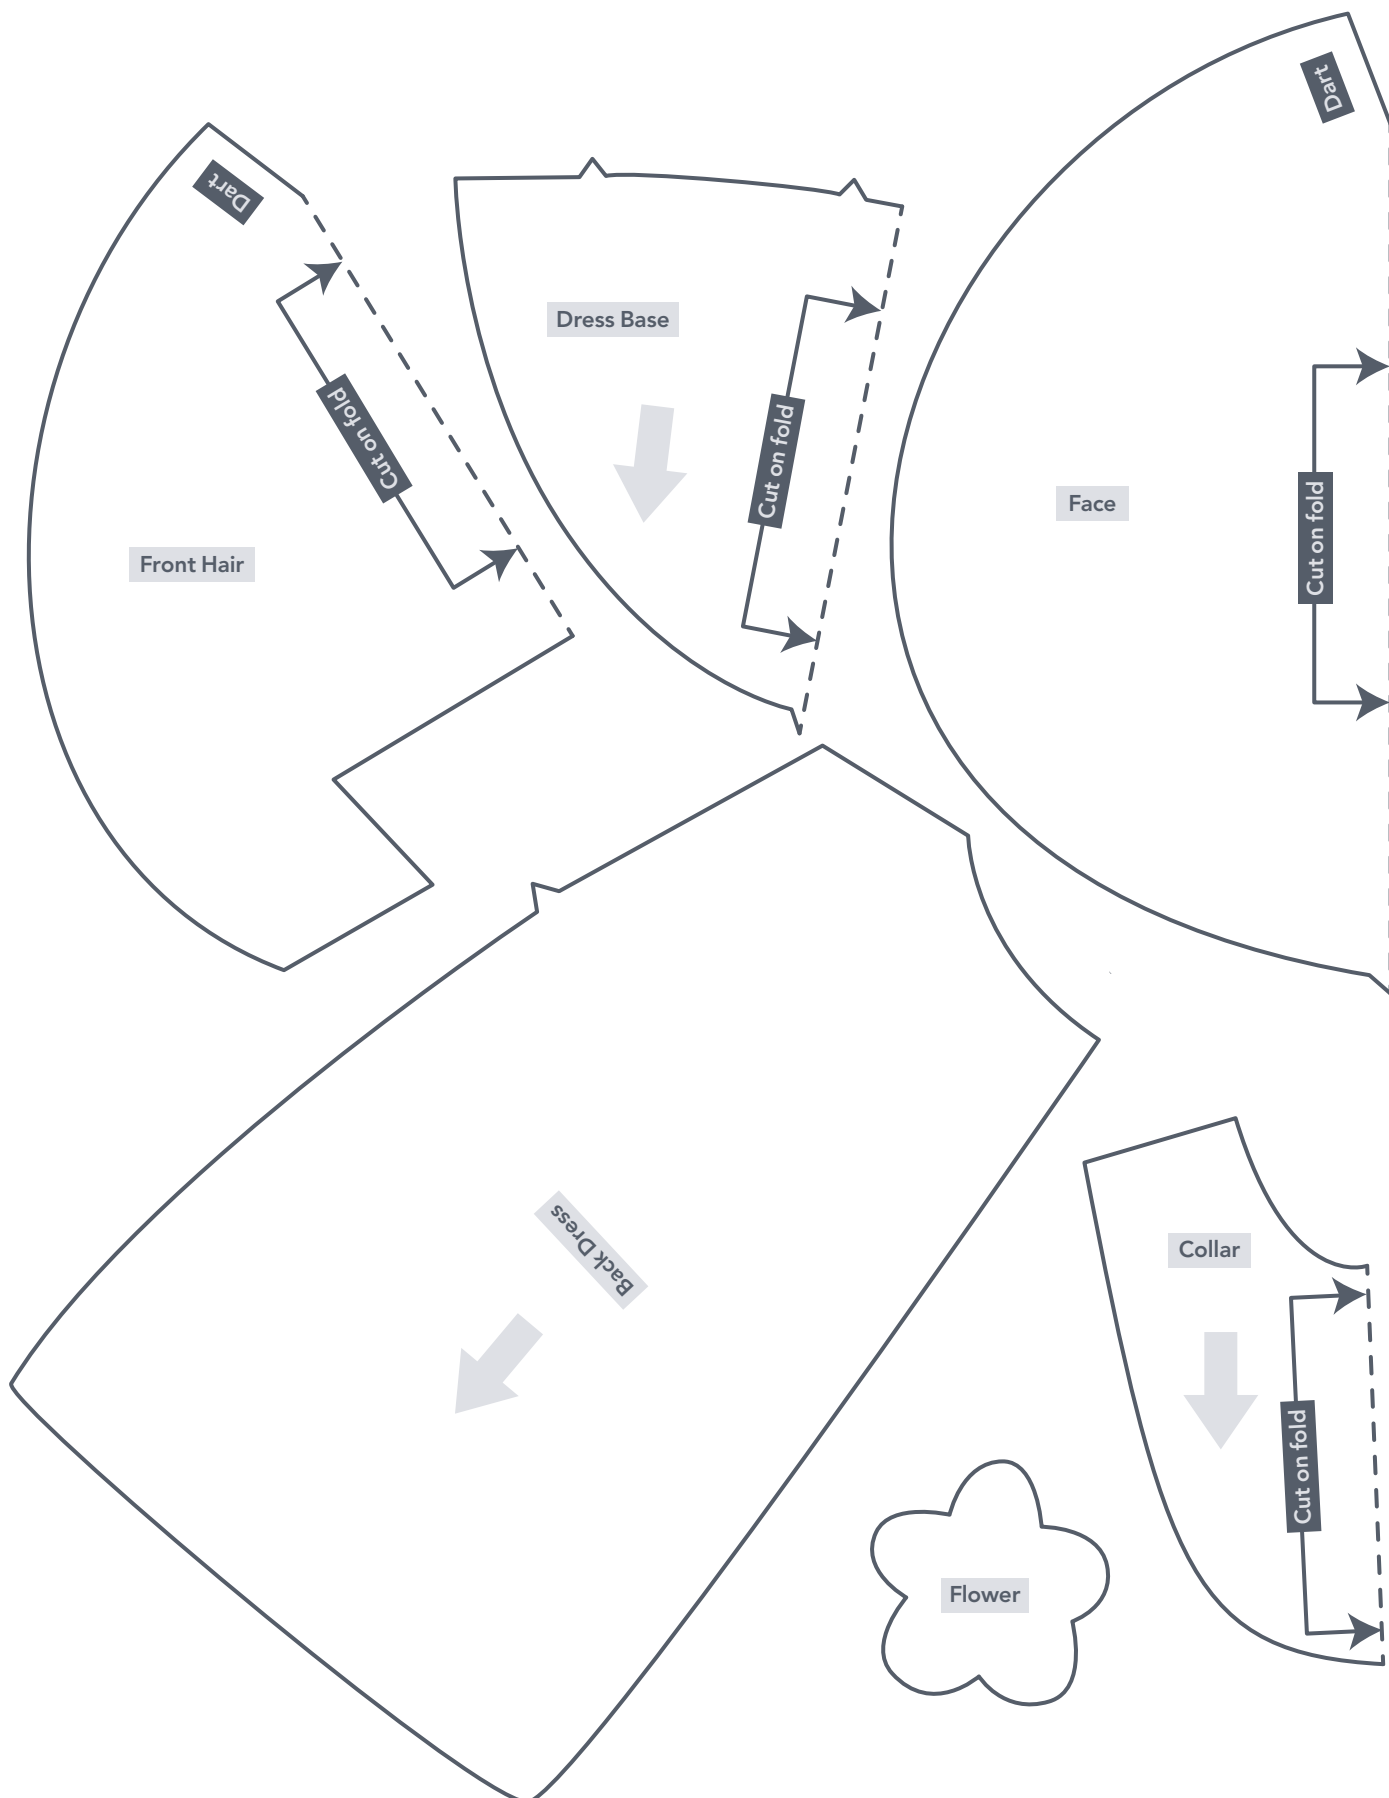 Dart
Dart
Dress Base
Cut on fold
Cut on fold
Face
Cut on fold
Front Hair
Back Dress
Collar
Cut on fold
Flower